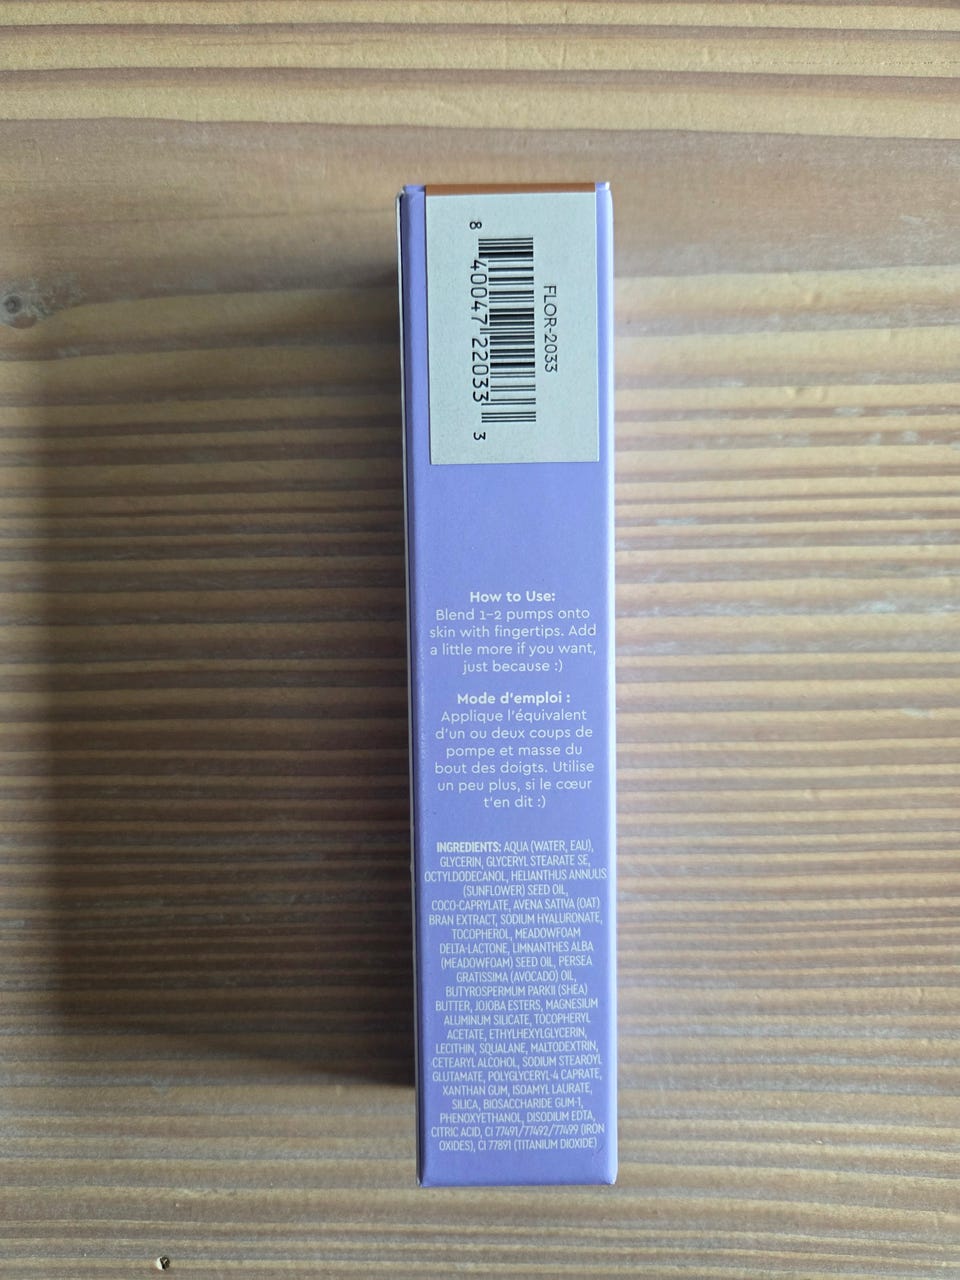 FLOR-2033
8 40047 22033 3
How to Use:
Blend 1-2 pumps onto
skin with fingertips. Add
a little more if you want,
just because :)
Mode d'emploi :
Applique l'équivalent
d'un ou deux coups de
pompe et masse du
bout des doigts. Utilise
un peu plus, si le cœur
t'en dit :)
INGREDIENTS: AQUA (WATER, EAU),
GLYCERIN, GLYCERYL STEARATE SE,
OCTYLDODECANOL, HELIANTHUS ANNUUS
(SUNFLOWER) SEED OIL,
COCO-CAPRYLATE, AVENA SATIVA (OAT)
BRAN EXTRACT, SODIUM HYALURONATE,
TOCOPHEROL, MEADOWFOAM
DELTA-LACTONE, LIMNANTHES ALBA
(MEADOWFOAM) SEED OIL, PERSEA
GRATISSIMA (AVOCADO) OIL,
BUTYROSPERMUM PARKII (SHEA)
BUTTER, JOJOBA ESTERS, MAGNESIUM
ALUMINUM SILICATE, TOCOPHERYL
ACETATE, ETHYLHEXYLGLYCERIN,
LECITHIN, SQUALANE, MALTODEXTRIN,
CETEARYL ALCOHOL, SODIUM STEAROYL
GLUTAMATE, POLYGLYCERYL-4 CAPRATE,
XANTHAN GUM, ISOAMYL LAURATE,
SILICA, BIOSACCHARIDE GUM-1,
PHENOXYETHANOL, DISODIUM EDTA,
CITRIC ACID, CI 77491/77492/77499 (IRON
OXIDES), CI 77891 (TITANIUM DIOXIDE)